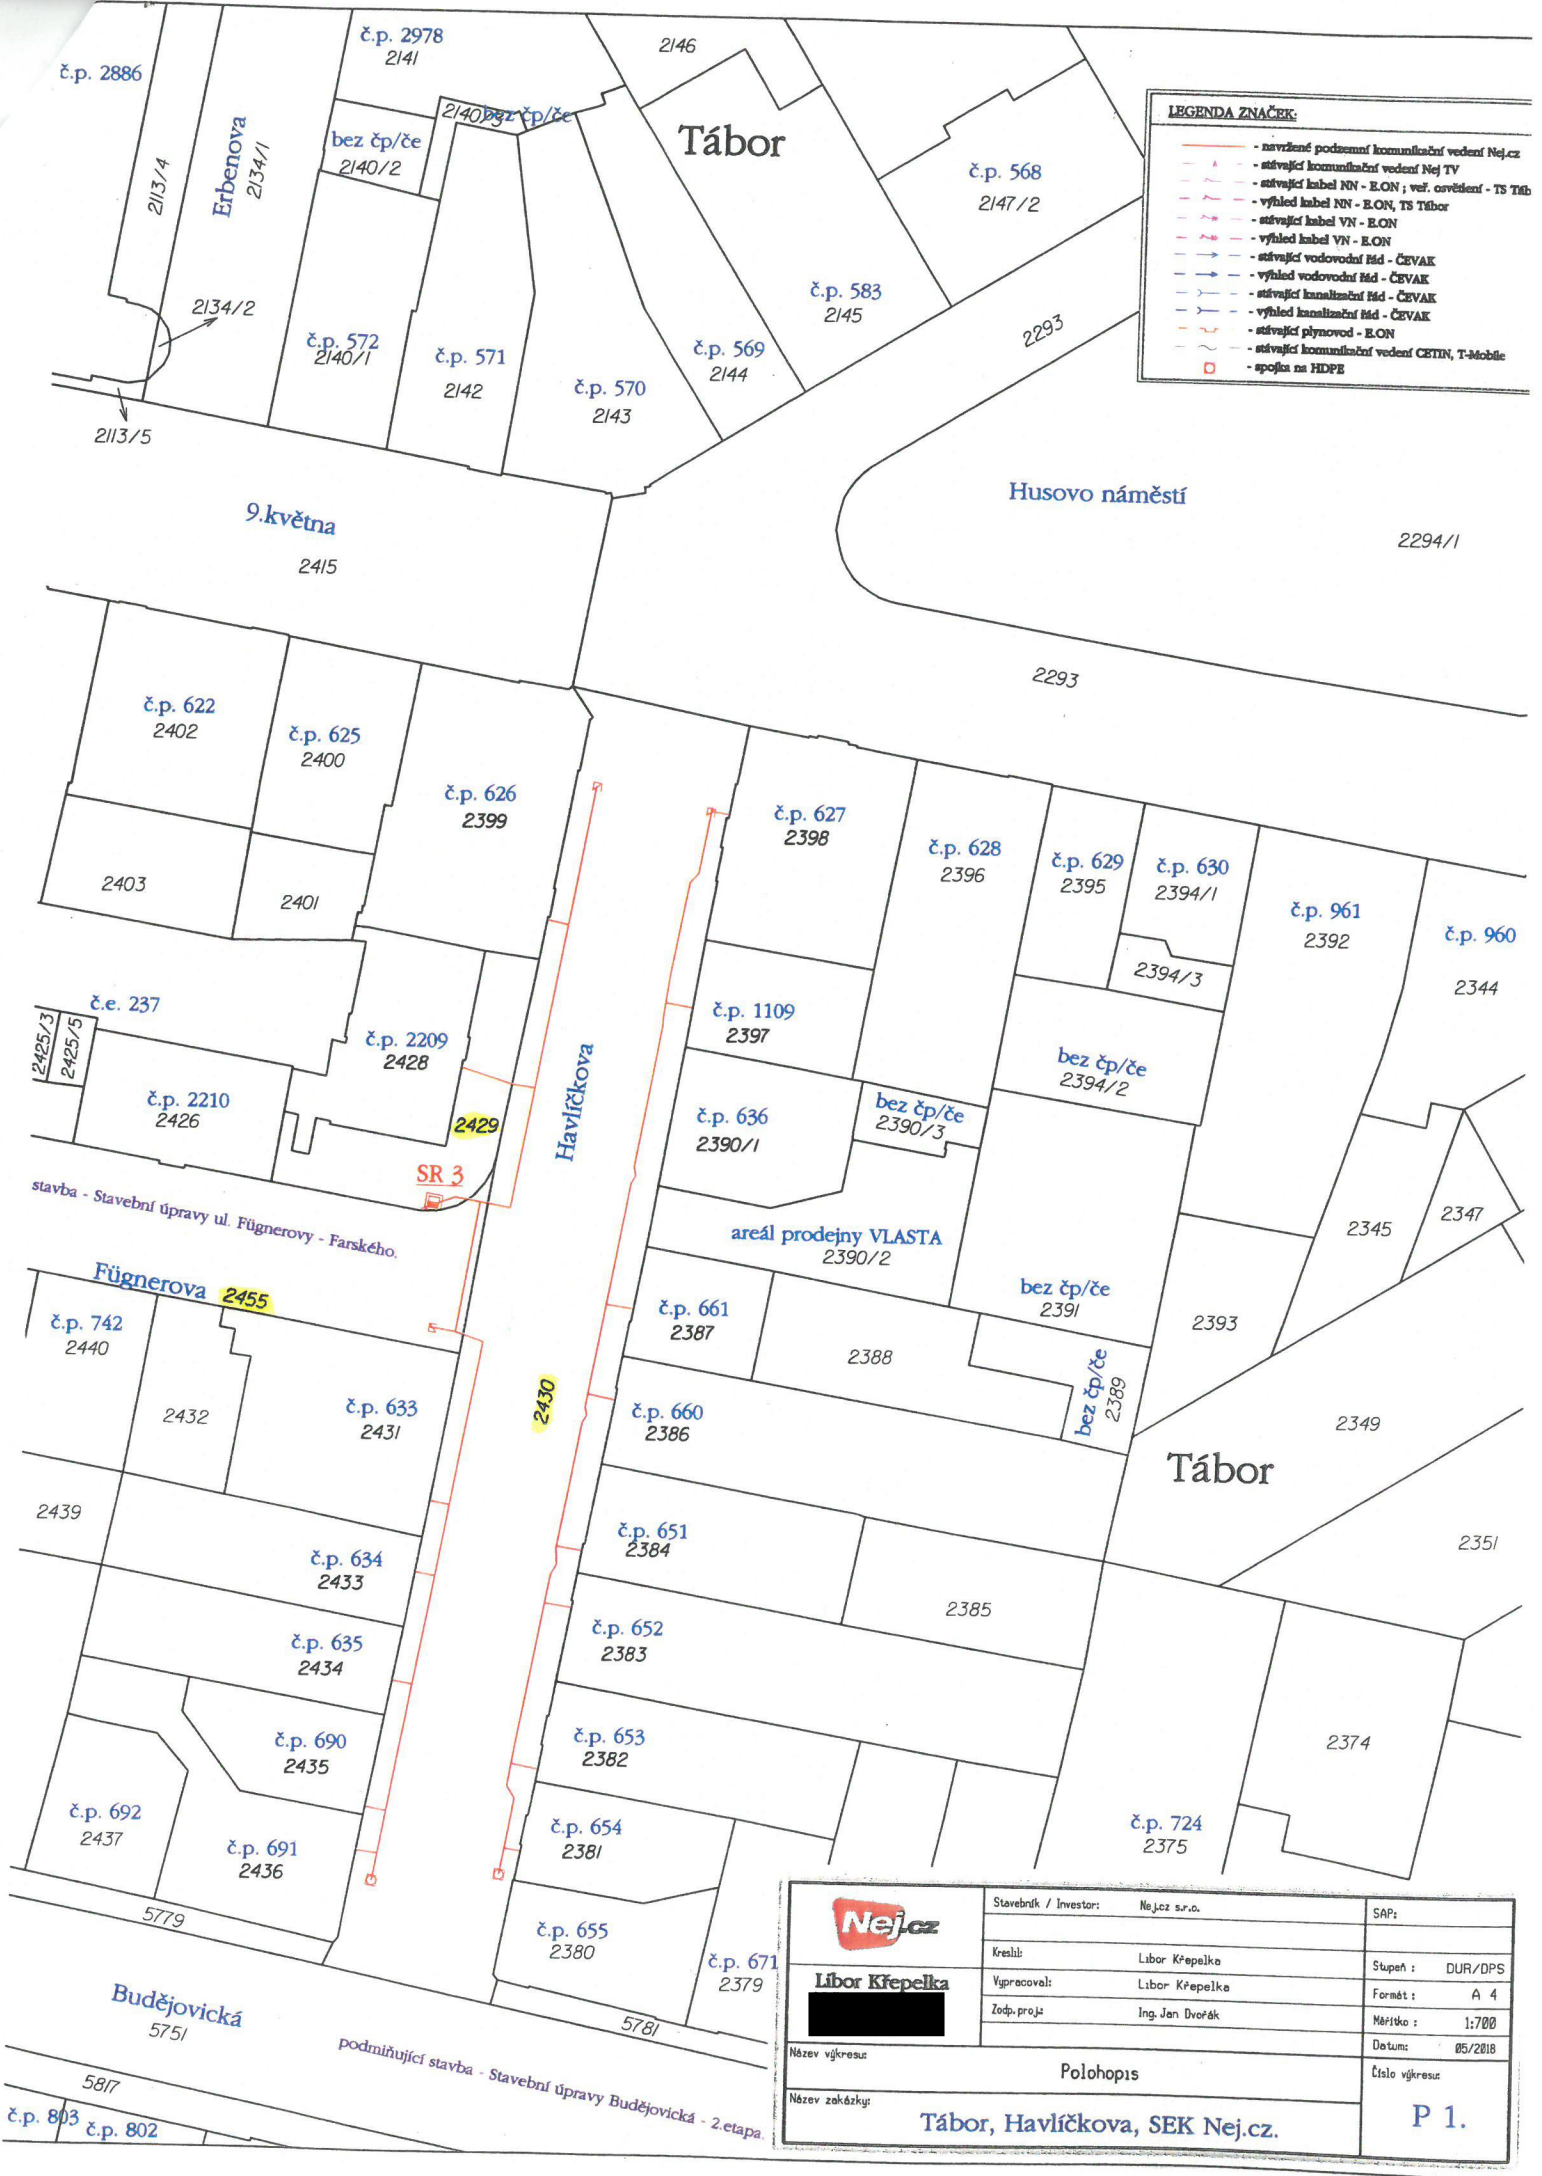 č.p. 2886
č.p. 2978
2141
2146
Tábor
2113/4
Erbenova
2134/1
bez čp/če
2140/2
bez čp/če
č.p. 568
2147/2
LEGENDA ZNAČEK:
- navržené podzemní komunikační vedení Nej.cz
- stávající komunikační vedení Nej TV
- stávající kabel NN - E.ON ; veř. osvětlení - TS Táb
- výhled kabel NN - E.ON, TS Tábor
- stávající kabel VN - E.ON
- výhled kabel VN - E.ON
- stávající vodovodní řád - ČEVAK
- výhled vodovodní řád - ČEVAK
- stávající kanalizační řád - ČEVAK
- výhled kanalizační řád - ČEVAK
- stávající plynovod - E.ON
- stávající komunikační vedení CETIN, T-Mobile
- spojka na HDPE
2134/2
č.p. 583
2145
2293
č.p. 572
2140/1
č.p. 571
2142
č.p. 569
2144
č.p. 570
2143
2113/5
Husovo náměstí
2294/1
9.května
2415
2293
č.p. 622
2402
č.p. 625
2400
č.p. 626
2399
č.p. 627
2398
č.p. 628
2396
č.p. 629
2395
č.p. 630
2394/1
č.p. 961
2392
č.p. 960
2344
2403
2401
2394/3
č.e. 237
2425/3
2425/5
č.p. 2209
2428
č.p. 1109
2397
Havlíčkova
bez čp/če
2394/2
č.p. 2210
2426
2429
č.p. 636
2390/1
bez čp/če
2390/3
SR 3
stavba - Stavební úpravy ul. Fügnerovy - Farského.
areál prodejny VLASTA
2390/2
2345
2347
Fügnerova
2455
č.p. 742
2440
č.p. 661
2387
bez čp/če
2391
2393
2388
bez čp/če
2389
2432
č.p. 633
2431
2430
č.p. 660
2386
2349
Tábor
2439
č.p. 634
2433
č.p. 651
2384
2351
2385
č.p. 635
2434
č.p. 652
2383
č.p. 690
2435
č.p. 653
2382
2374
č.p. 692
2437
č.p. 691
2436
č.p. 654
2381
č.p. 724
2375
5779
č.p. 655
2380
č.p. 671
2379
Budějovická
5751
5781
podmiňující stavba - Stavební úpravy Budějovická - 2.etapa.
5817
č.p. 803
č.p. 802
Nej.cz
Libor Křepelka
Stavebník / Investor: Nej.cz s.r.o.
Kreslil: Libor Křepelka
Vypracoval: Libor Křepelka
Zodp. proj.: Ing. Jan Dvořák
SAP:
Stupeň : DUR/DPS
Formát : A 4
Měřítko : 1:700
Datum: 05/2018
Název výkresu:
Polohopis
Číslo výkresu:
P 1.
Název zakázky:
Tábor, Havlíčkova, SEK Nej.cz.